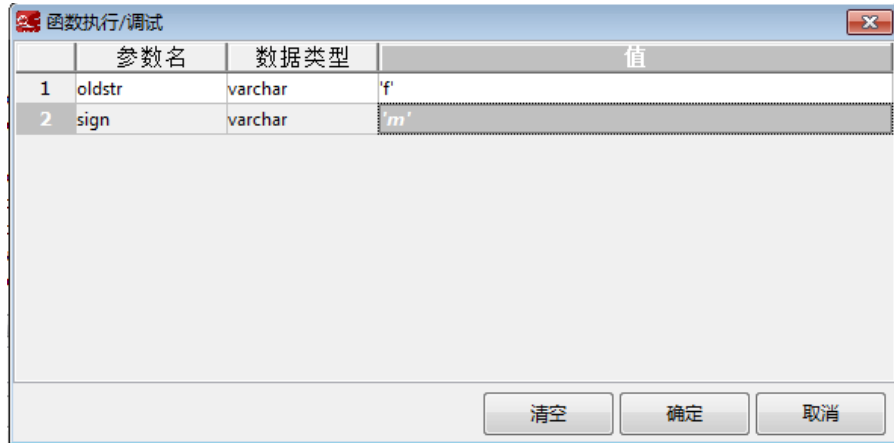 函数执行/调试
参数名 数据类型 值
1 oldstr varchar 'f'
2 sign varchar 'm'
清空 确定 取消